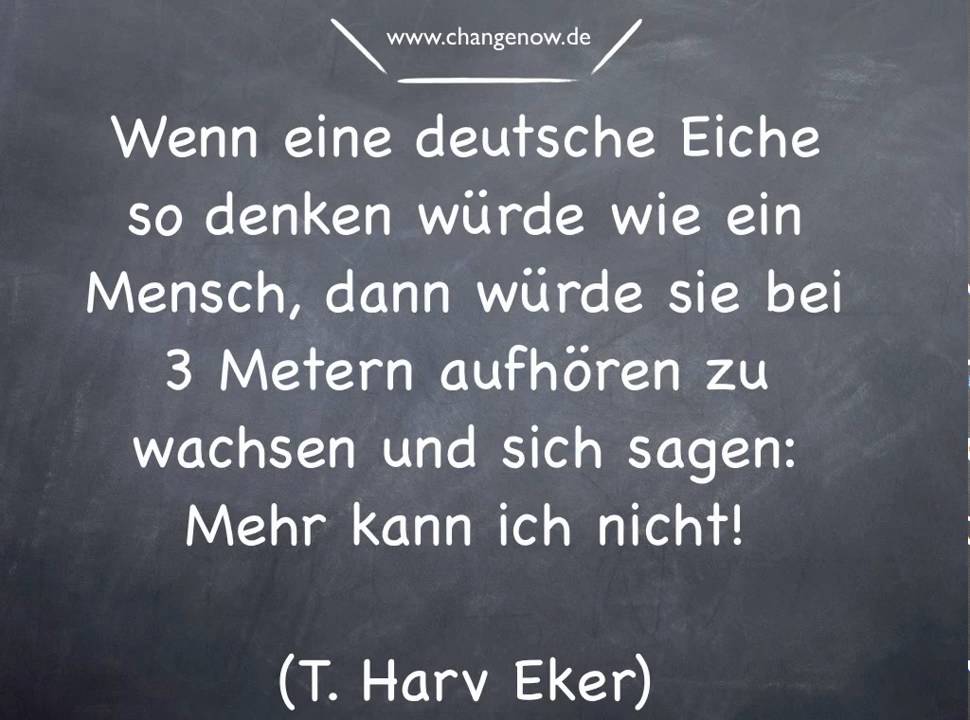 www.changenow.de
Wenn eine deutsche Eiche
so denken würde wie ein
Mensch, dann würde sie bei
3 Metern aufhören zu
wachsen und sich sagen:
Mehr kann ich nicht!
(T. Harv Eker)